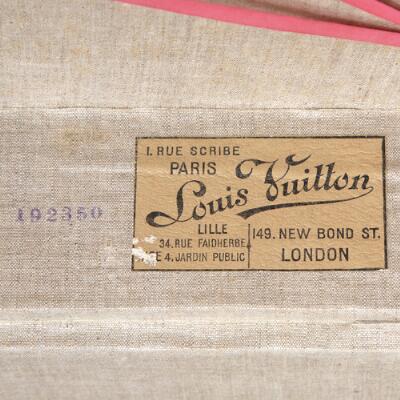 192350
1. RUE SCRIBE
PARIS
Louis Vuitton
LILLE
34. RUE FAIDHERBE
4. JARDIN PUBLIC
149. NEW BOND ST.
LONDON